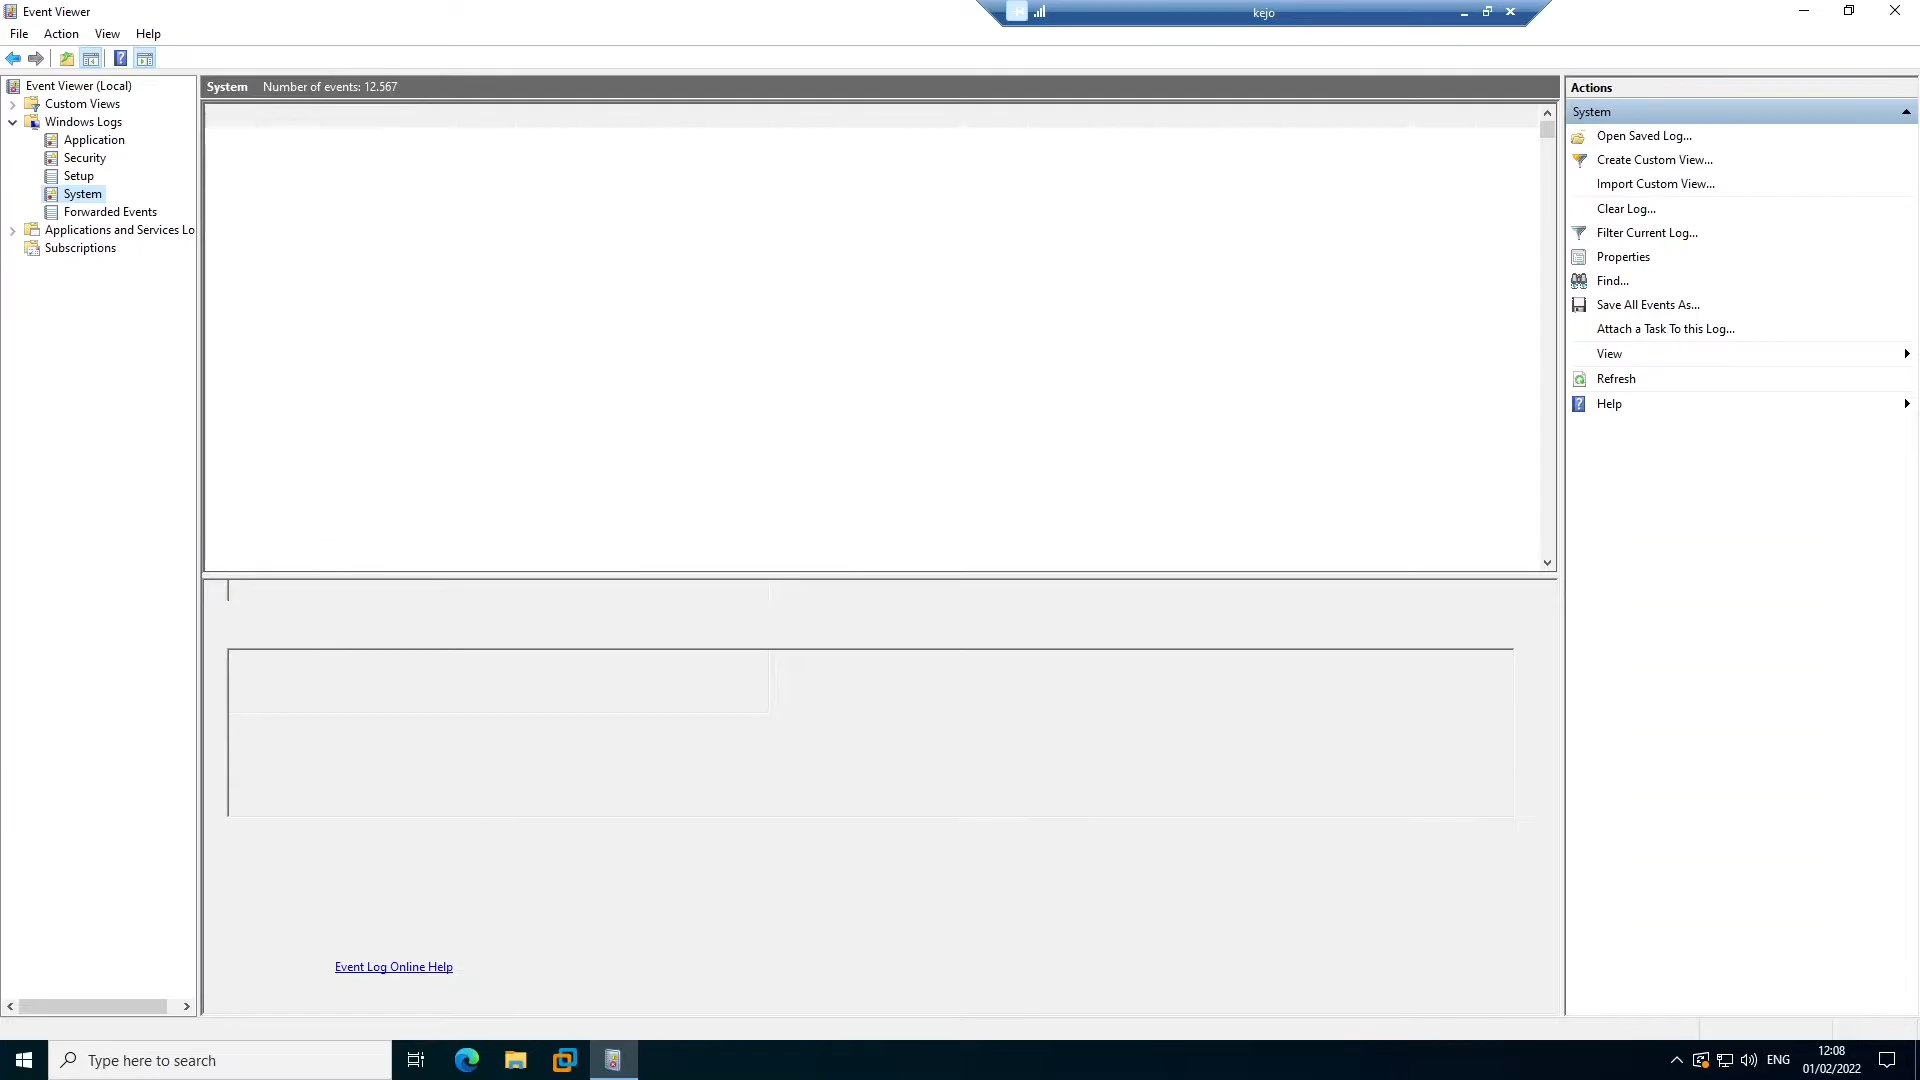 Event Viewer
kejo
File Action View Help
Event Viewer (Local)
Custom Views
Windows Logs
Application
Security
Setup
System
Forwarded Events
Applications and Services Lo
Subscriptions
System Number of events: 12.567
Event Log Online Help
Actions
System
Open Saved Log...
Create Custom View...
Import Custom View...
Clear Log...
Filter Current Log...
Properties
Find...
Save All Events As...
Attach a Task To this Log...
View
Refresh
Help
Type here to search
ENG
12:08
01/02/2022